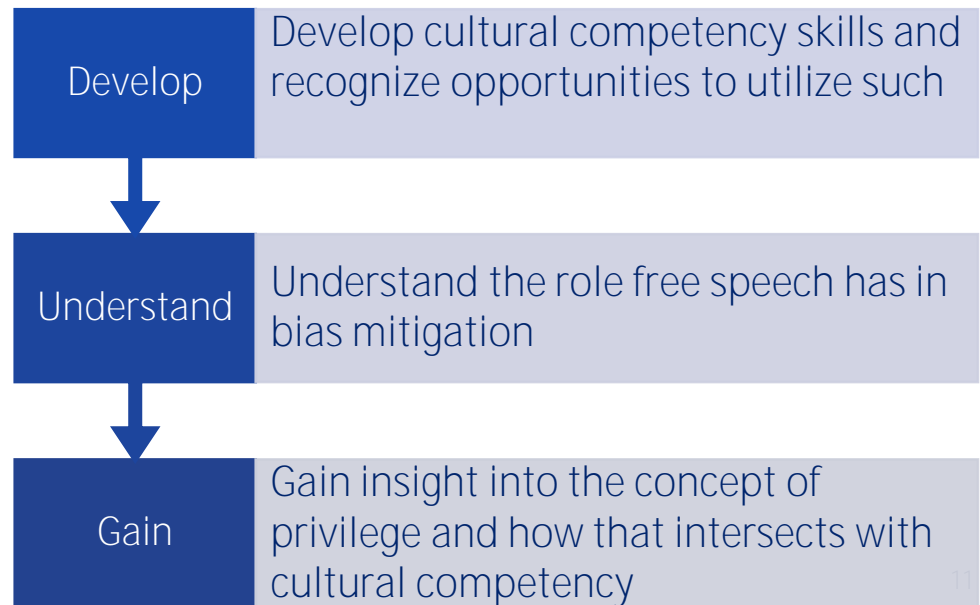 Develop
Develop cultural competency skills and
recognize opportunities to utilize such
Understand
Understand the role free speech has in
bias mitigation
Gain
Gain insight into the concept of
privilege and how that intersects with
cultural competency
11